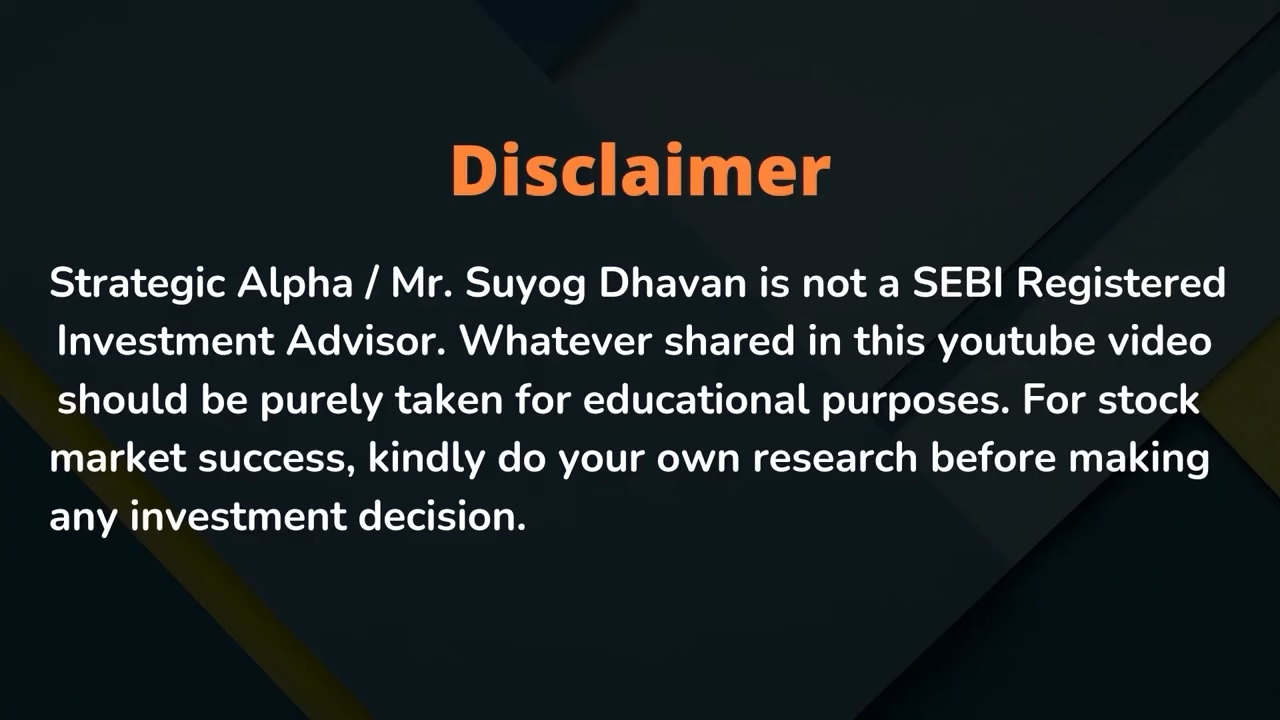 Disclaimer
Strategic Alpha / Mr. Suyog Dhavan is not a SEBI Registered
Investment Advisor. Whatever shared in this youtube video
should be purely taken for educational purposes. For stock
market success, kindly do your own research before making
any investment decision.